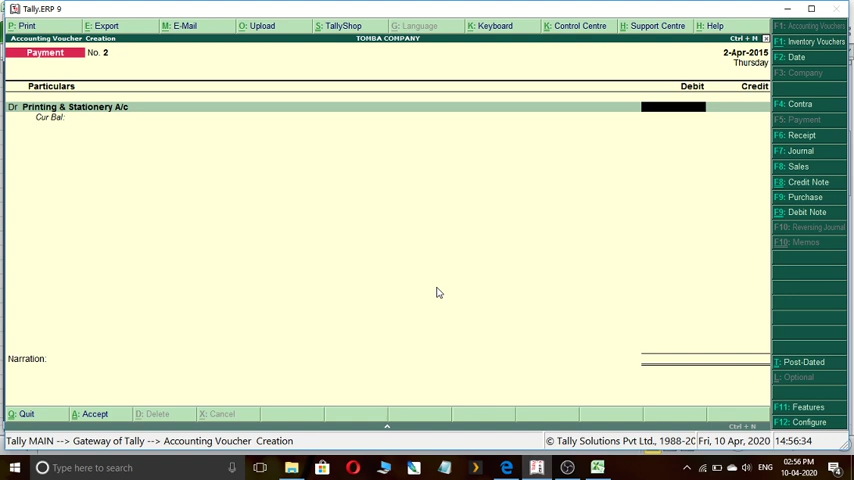 Tally.ERP 9
P: Print E: Export M: E-Mail O: Upload S: TallyShop G: Language K: Keyboard K: Control Centre H: Support Centre H: Help
Accounting Voucher Creation TOMBA COMPANY Ctrl + N
Payment No. 2 2-Apr-2015
Thursday
Particulars Debit Credit
Dr Printing & Stationery A/c
Cur Bal:
Narration:
Q: Quit A: Accept D: Delete X: Cancel
F1: Accounting Vouchers
F1: Inventory Vouchers
F2: Date
F3: Company
F4: Contra
F5: Payment
F6: Receipt
F7: Journal
F8: Sales
F8: Credit Note
F9: Purchase
F9: Debit Note
F10: Reversing Journal
F10: Memos
T: Post-Dated
L: Optional
F11: Features
F12: Configure
Ctrl + N
Tally MAIN --> Gateway of Tally --> Accounting Voucher Creation © Tally Solutions Pvt Ltd., 1988-20 Fri, 10 Apr, 2020 14:56:34
Type here to search ENG 02:56 PM
10-04-2020 4